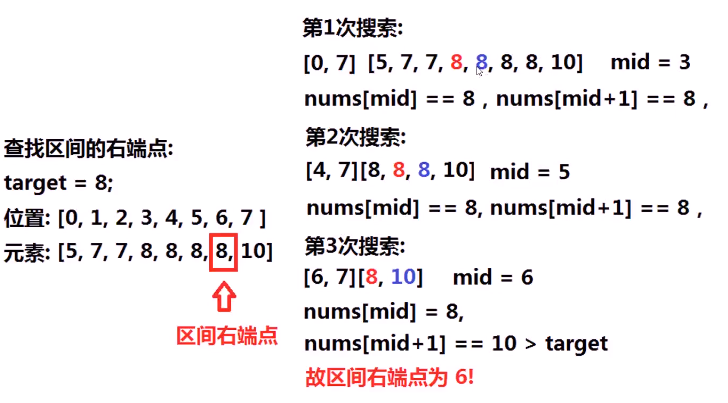 查找区间的右端点:
target = 8;
位置: [0, 1, 2, 3, 4, 5, 6, 7 ]
元素: [5, 7, 7, 8, 8, 8, 8, 10]
区间右端点
第1次搜索:
[0, 7] [5, 7, 7, 8, 8, 8, 8, 10] mid = 3
nums[mid] == 8 , nums[mid+1] == 8 ,
第2次搜索:
[4, 7][8, 8, 8, 10] mid = 5
nums[mid] == 8, nums[mid+1] == 8 ,
第3次搜索:
[6, 7][8, 10] mid = 6
nums[mid] = 8,
nums[mid+1] == 10 > target
故区间右端点为 6!